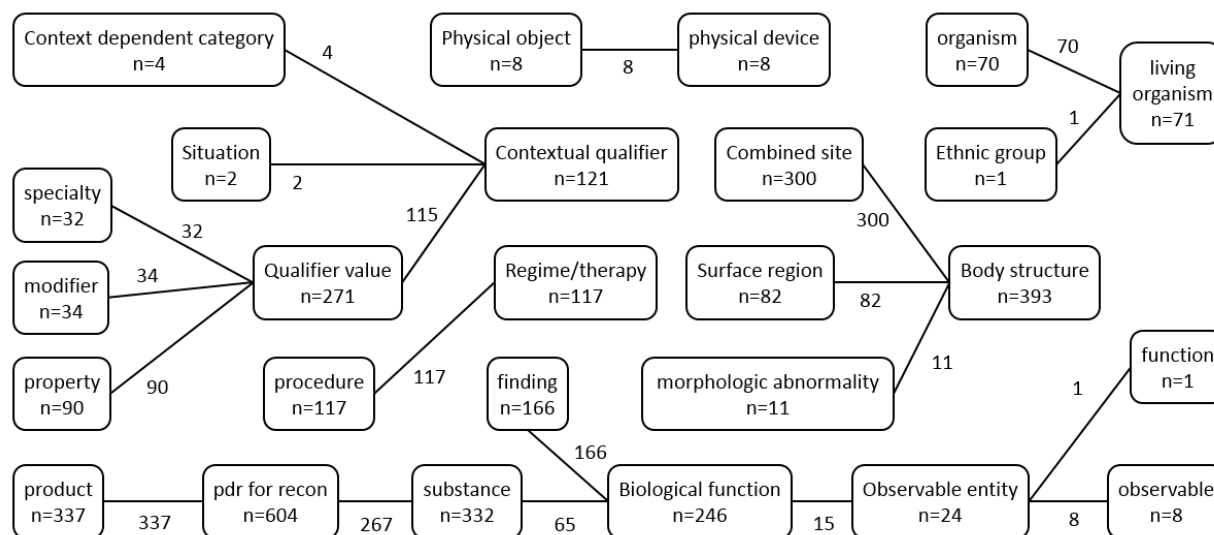 Context dependent category
n=4
4
Physical object
n=8
8
physical device
n=8
organism
n=70
70
living
organism
n=71
1
Ethnic group
n=1
Situation
n=2
2
Contextual qualifier
n=121
Combined site
n=300
300
specialty
n=32
32
115
modifier
n=34
34
Qualifier value
n=271
Regime/therapy
n=117
Surface region
n=82
82
Body structure
n=393
property
n=90
90
procedure
n=117
117
finding
n=166
166
morphologic abnormality
n=11
11
function
n=1
1
product
n=337
337
pdr for recon
n=604
267
substance
n=332
65
Biological function
n=246
15
Observable entity
n=24
8
observable
n=8